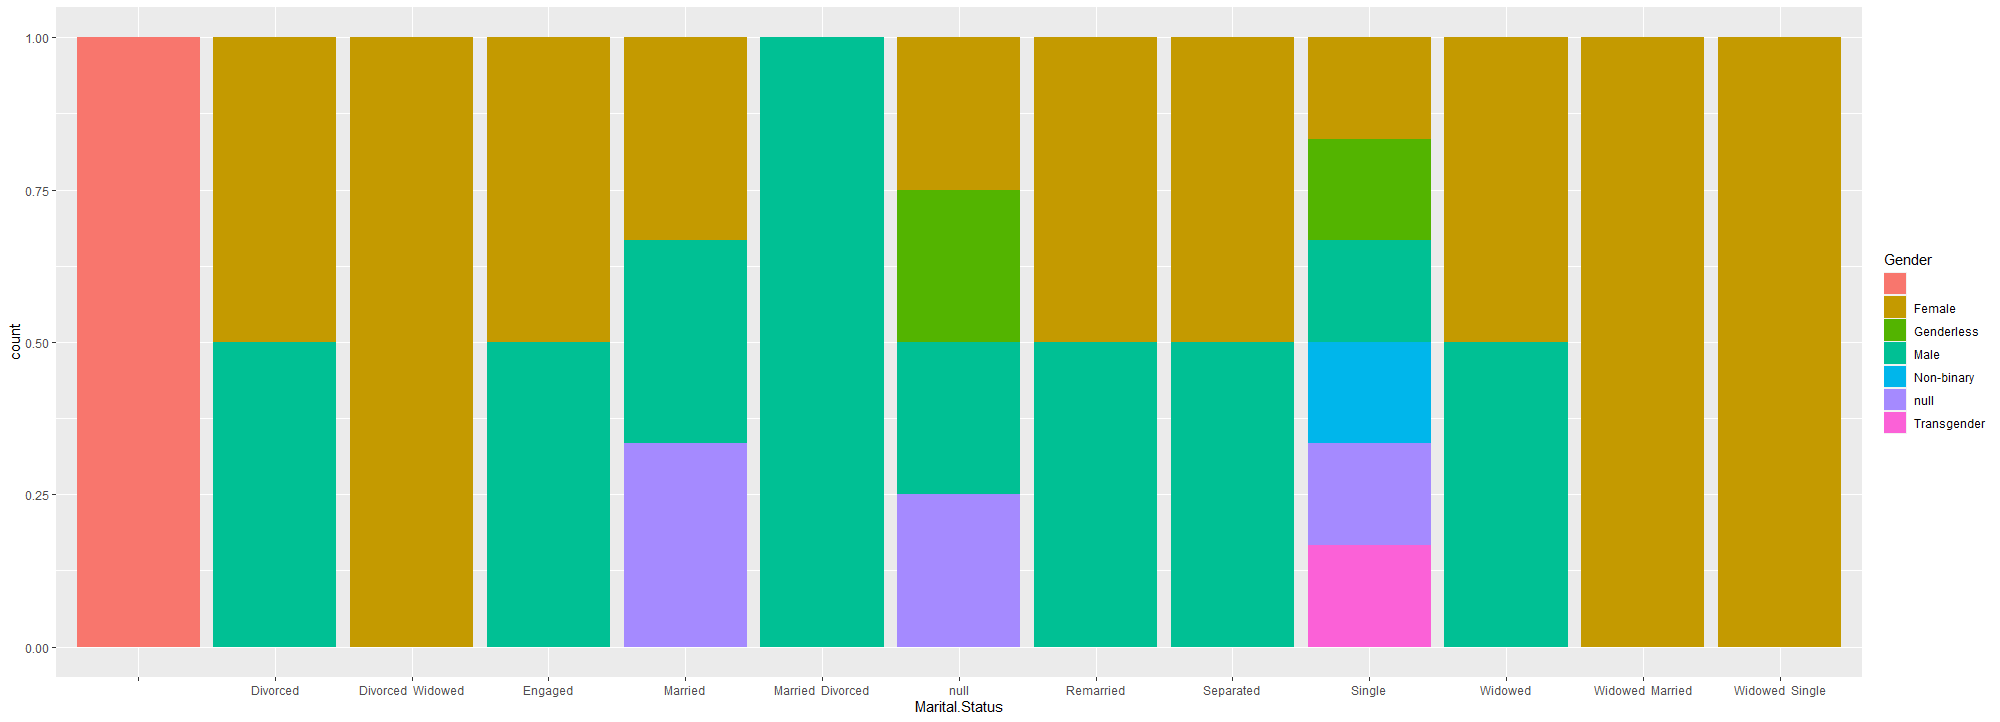 1.00
0.75
0.50
0.25
0.00
count
Divorced
Divorced Widowed
Engaged
Married
Married Divorced
null
Remarried
Separated
Single
Widowed
Widowed Married
Widowed Single
Marital.Status
Gender
Female
Genderless
Male
Non-binary
null
Transgender